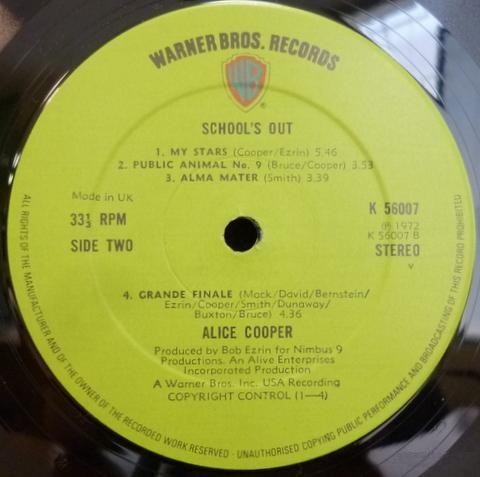 WARNER BROS. RECORDS
WB
®
SCHOOL'S OUT
1. MY STARS (Cooper/Ezrin) 5.46
2. PUBLIC ANIMAL No. 9 (Bruce/Cooper) 3.53
3. ALMA MATER (Smith) 3.39
Made in UK
33⅓ RPM
SIDE TWO
K 56007
℗ 1972
K 56007 B
STEREO
v
4. GRANDE FINALE (Mack/David/Bernstein/
Ezrin/Cooper/Smith/Dunaway/
Buxton/Bruce) 4.36
ALICE COOPER
Produced by Bob Ezrin for Nimbus 9
Productions. An Alive Enterprises
Incorporated Production
A Warner Bros. Inc. USA Recording
COPYRIGHT CONTROL (1—4)
ALL RIGHTS OF THE MANUFACTURER AND OF THE OWNER OF THE RECORDED WORK RESERVED · UNAUTHORISED COPYING PUBLIC PERFORMANCE AND BROADCASTING OF THIS RECORD PROHIBITED